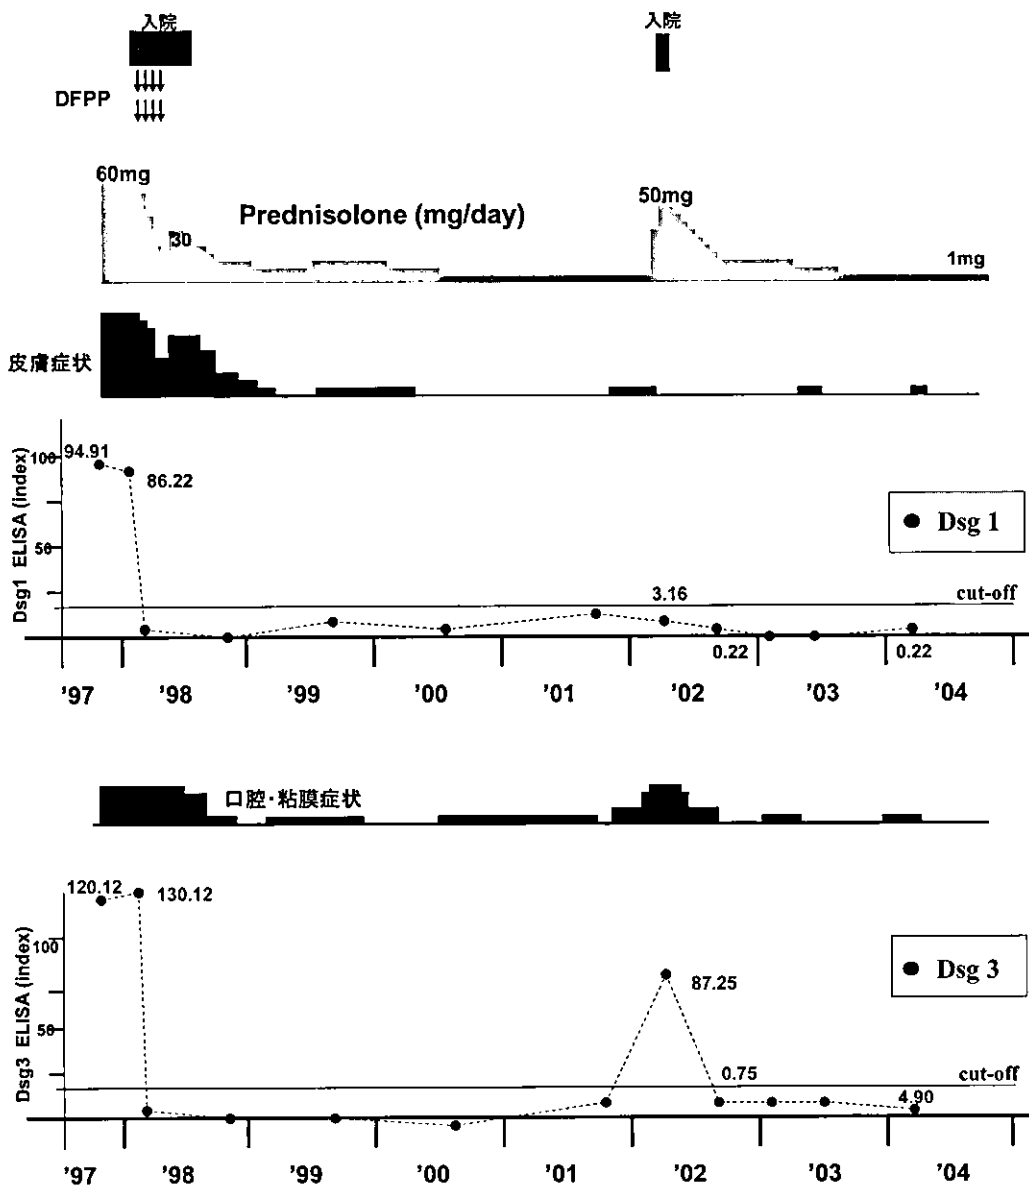 入院
入院
DFPP
60mg
30
Prednisolone (mg/day)
50mg
1mg
皮膚症状
Dsg1 ELISA (index)
100
50
94.91
86.22
3.16
0.22
0.22
cut-off
Dsg 1
'97 '98 '99 '00 '01 '02 '03 '04
口腔・粘膜症状
Dsg3 ELISA (index)
100
50
120.12
130.12
87.25
0.75
4.90
cut-off
Dsg 3
'97 '98 '99 '00 '01 '02 '03 '04